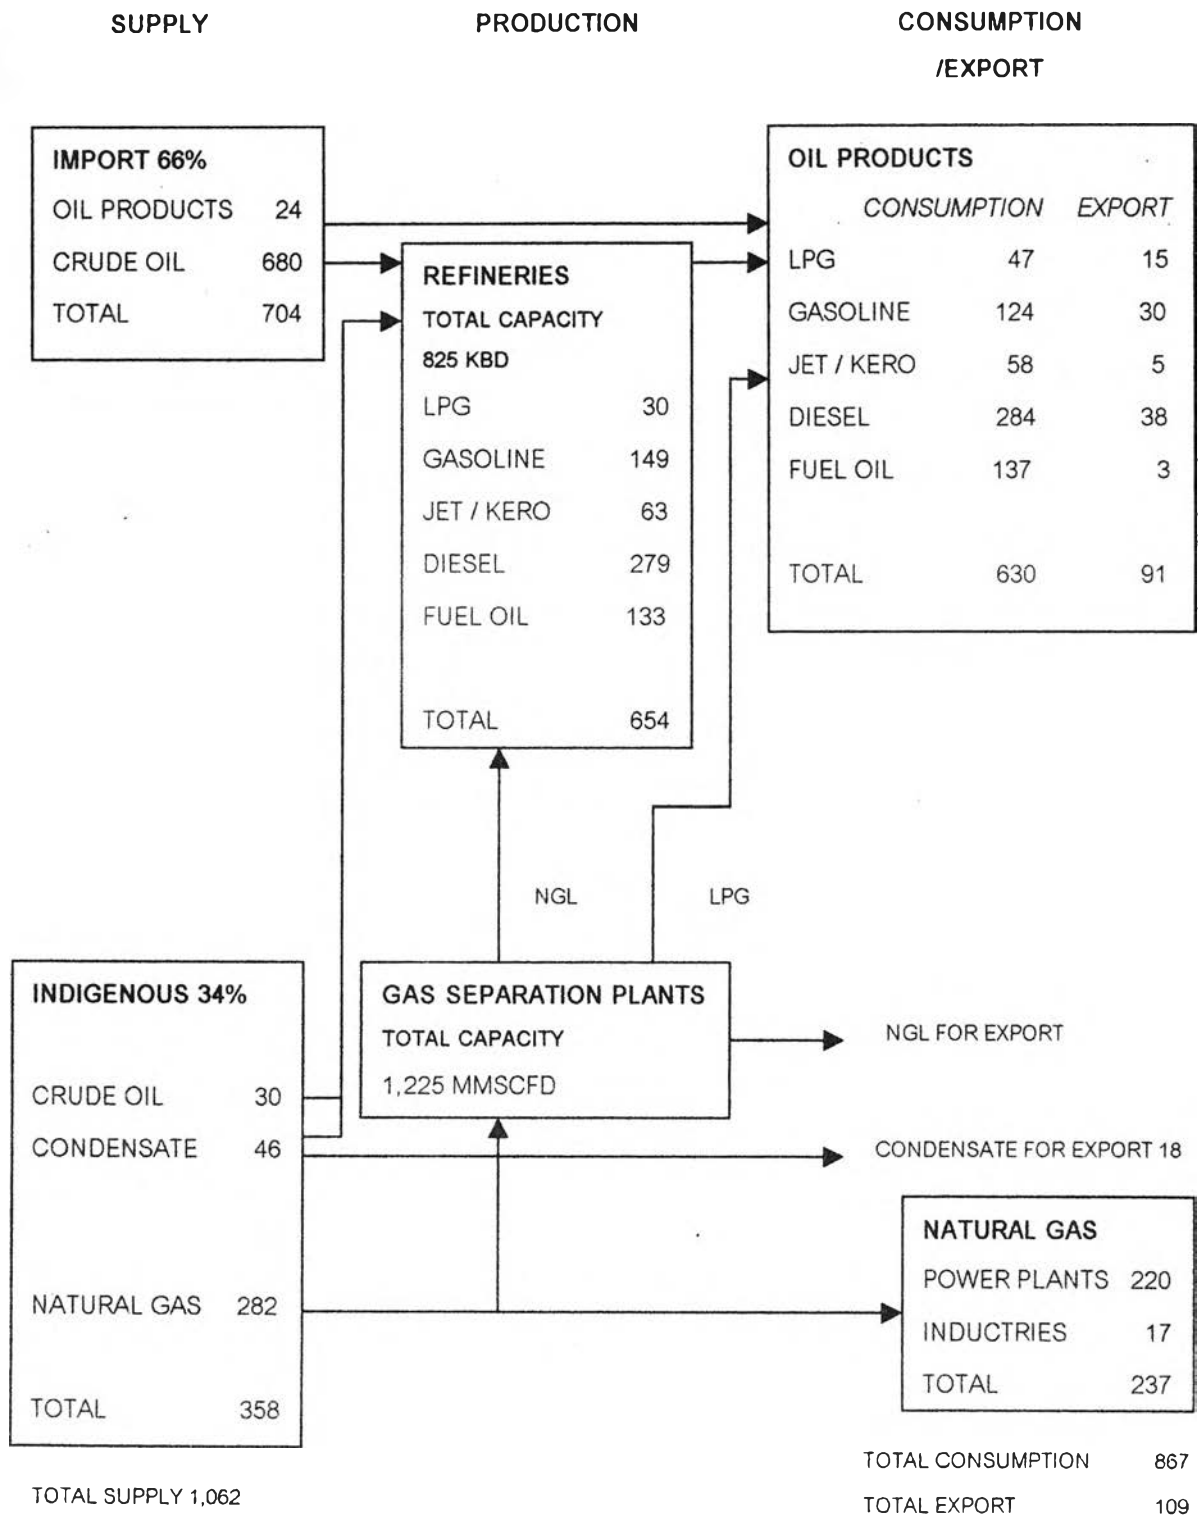 SUPPLY PRODUCTION CONSUMPTION
/EXPORT
IMPORT 66%
OIL PRODUCTS 24
CRUDE OIL 680
TOTAL 704
REFINERIES
TOTAL CAPACITY
825 KBD
LPG 30
GASOLINE 149
JET / KERO 63
DIESEL 279
FUEL OIL 133
TOTAL 654
OIL PRODUCTS
CONSUMPTION EXPORT
LPG 47 15
GASOLINE 124 30
JET / KERO 58 5
DIESEL 284 38
FUEL OIL 137 3
TOTAL 630 91
NGL LPG
INDIGENOUS 34%
CRUDE OIL 30
CONDENSATE 46
NATURAL GAS 282
TOTAL 358
GAS SEPARATION PLANTS
TOTAL CAPACITY
1,225 MMSCFD
NGL FOR EXPORT
CONDENSATE FOR EXPORT 18
NATURAL GAS
POWER PLANTS 220
INDUCTRIES 17
TOTAL 237
TOTAL SUPPLY 1,062
TOTAL CONSUMPTION 867
TOTAL EXPORT 109